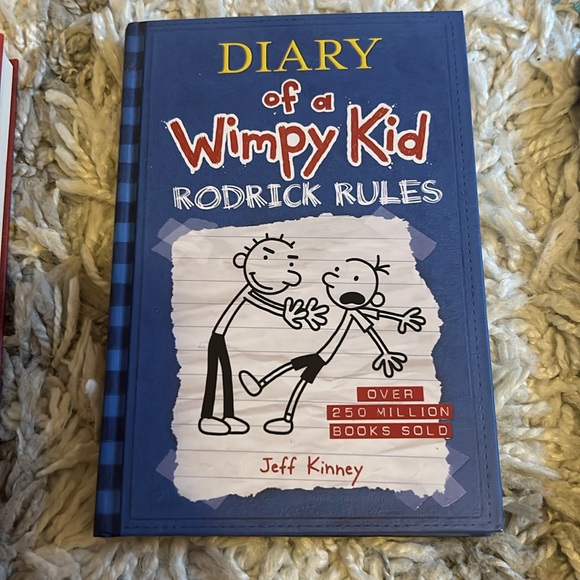 DIARY
of a
Wimpy Kid
RODRICK RULES
OVER
250 MILLION
BOOKS SOLD
Jeff Kinney